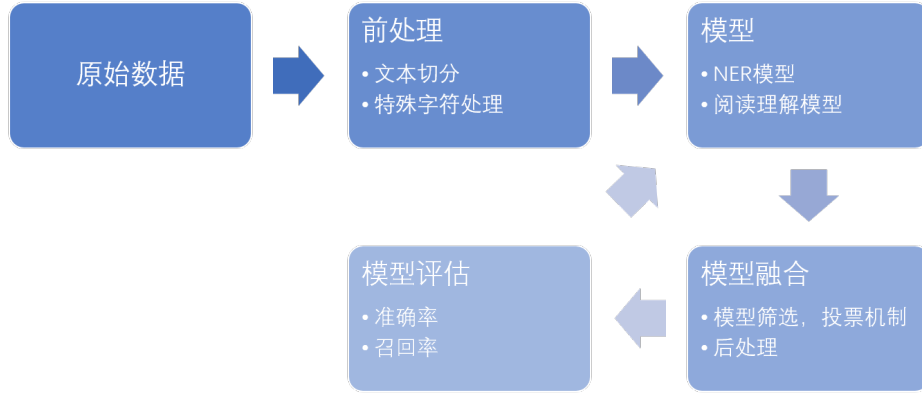 原始数据
前处理
• 文本切分
• 特殊字符处理
模型
• NER模型
• 阅读理解模型
模型融合
• 模型筛选，投票机制
• 后处理
模型评估
• 准确率
• 召回率